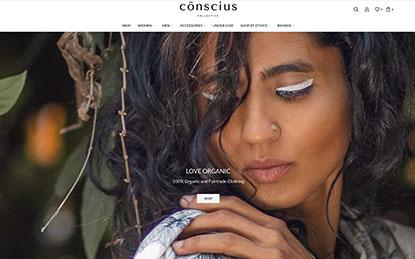 cōnscius
COLLECTIVE
NEW WOMEN MEN ACCESSORIES UNDER £100 SHOP BY ETHICS BRANDS
LOVE ORGANIC
100% Organic and Fairtrade Clothing
SHOP